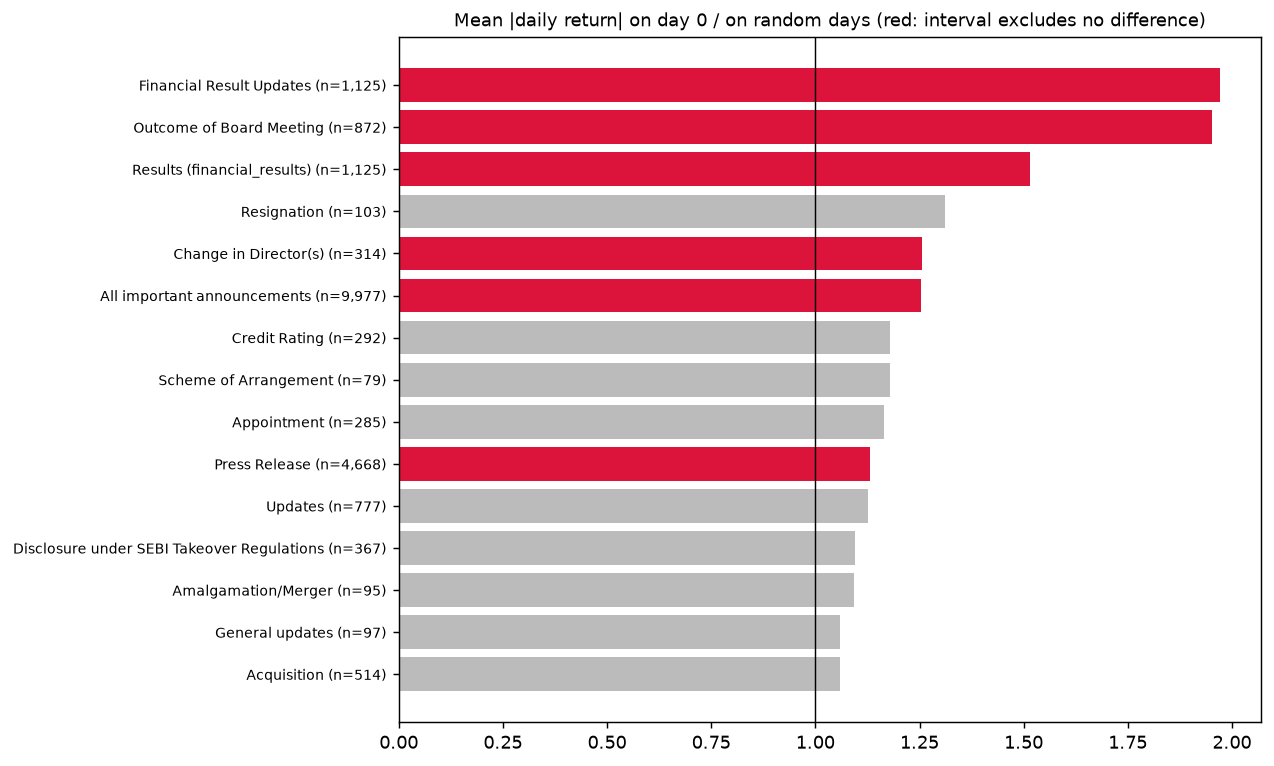 Mean |daily return| on day 0 / on random days (red: interval excludes no difference)
Financial Result Updates (n=1,125)
Outcome of Board Meeting (n=872)
Results (financial_results) (n=1,125)
Resignation (n=103)
Change in Director(s) (n=314)
All important announcements (n=9,977)
Credit Rating (n=292)
Scheme of Arrangement (n=79)
Appointment (n=285)
Press Release (n=4,668)
Updates (n=777)
Disclosure under SEBI Takeover Regulations (n=367)
Amalgamation/Merger (n=95)
General updates (n=97)
Acquisition (n=514)
0.00 0.25 0.50 0.75 1.00 1.25 1.50 1.75 2.00